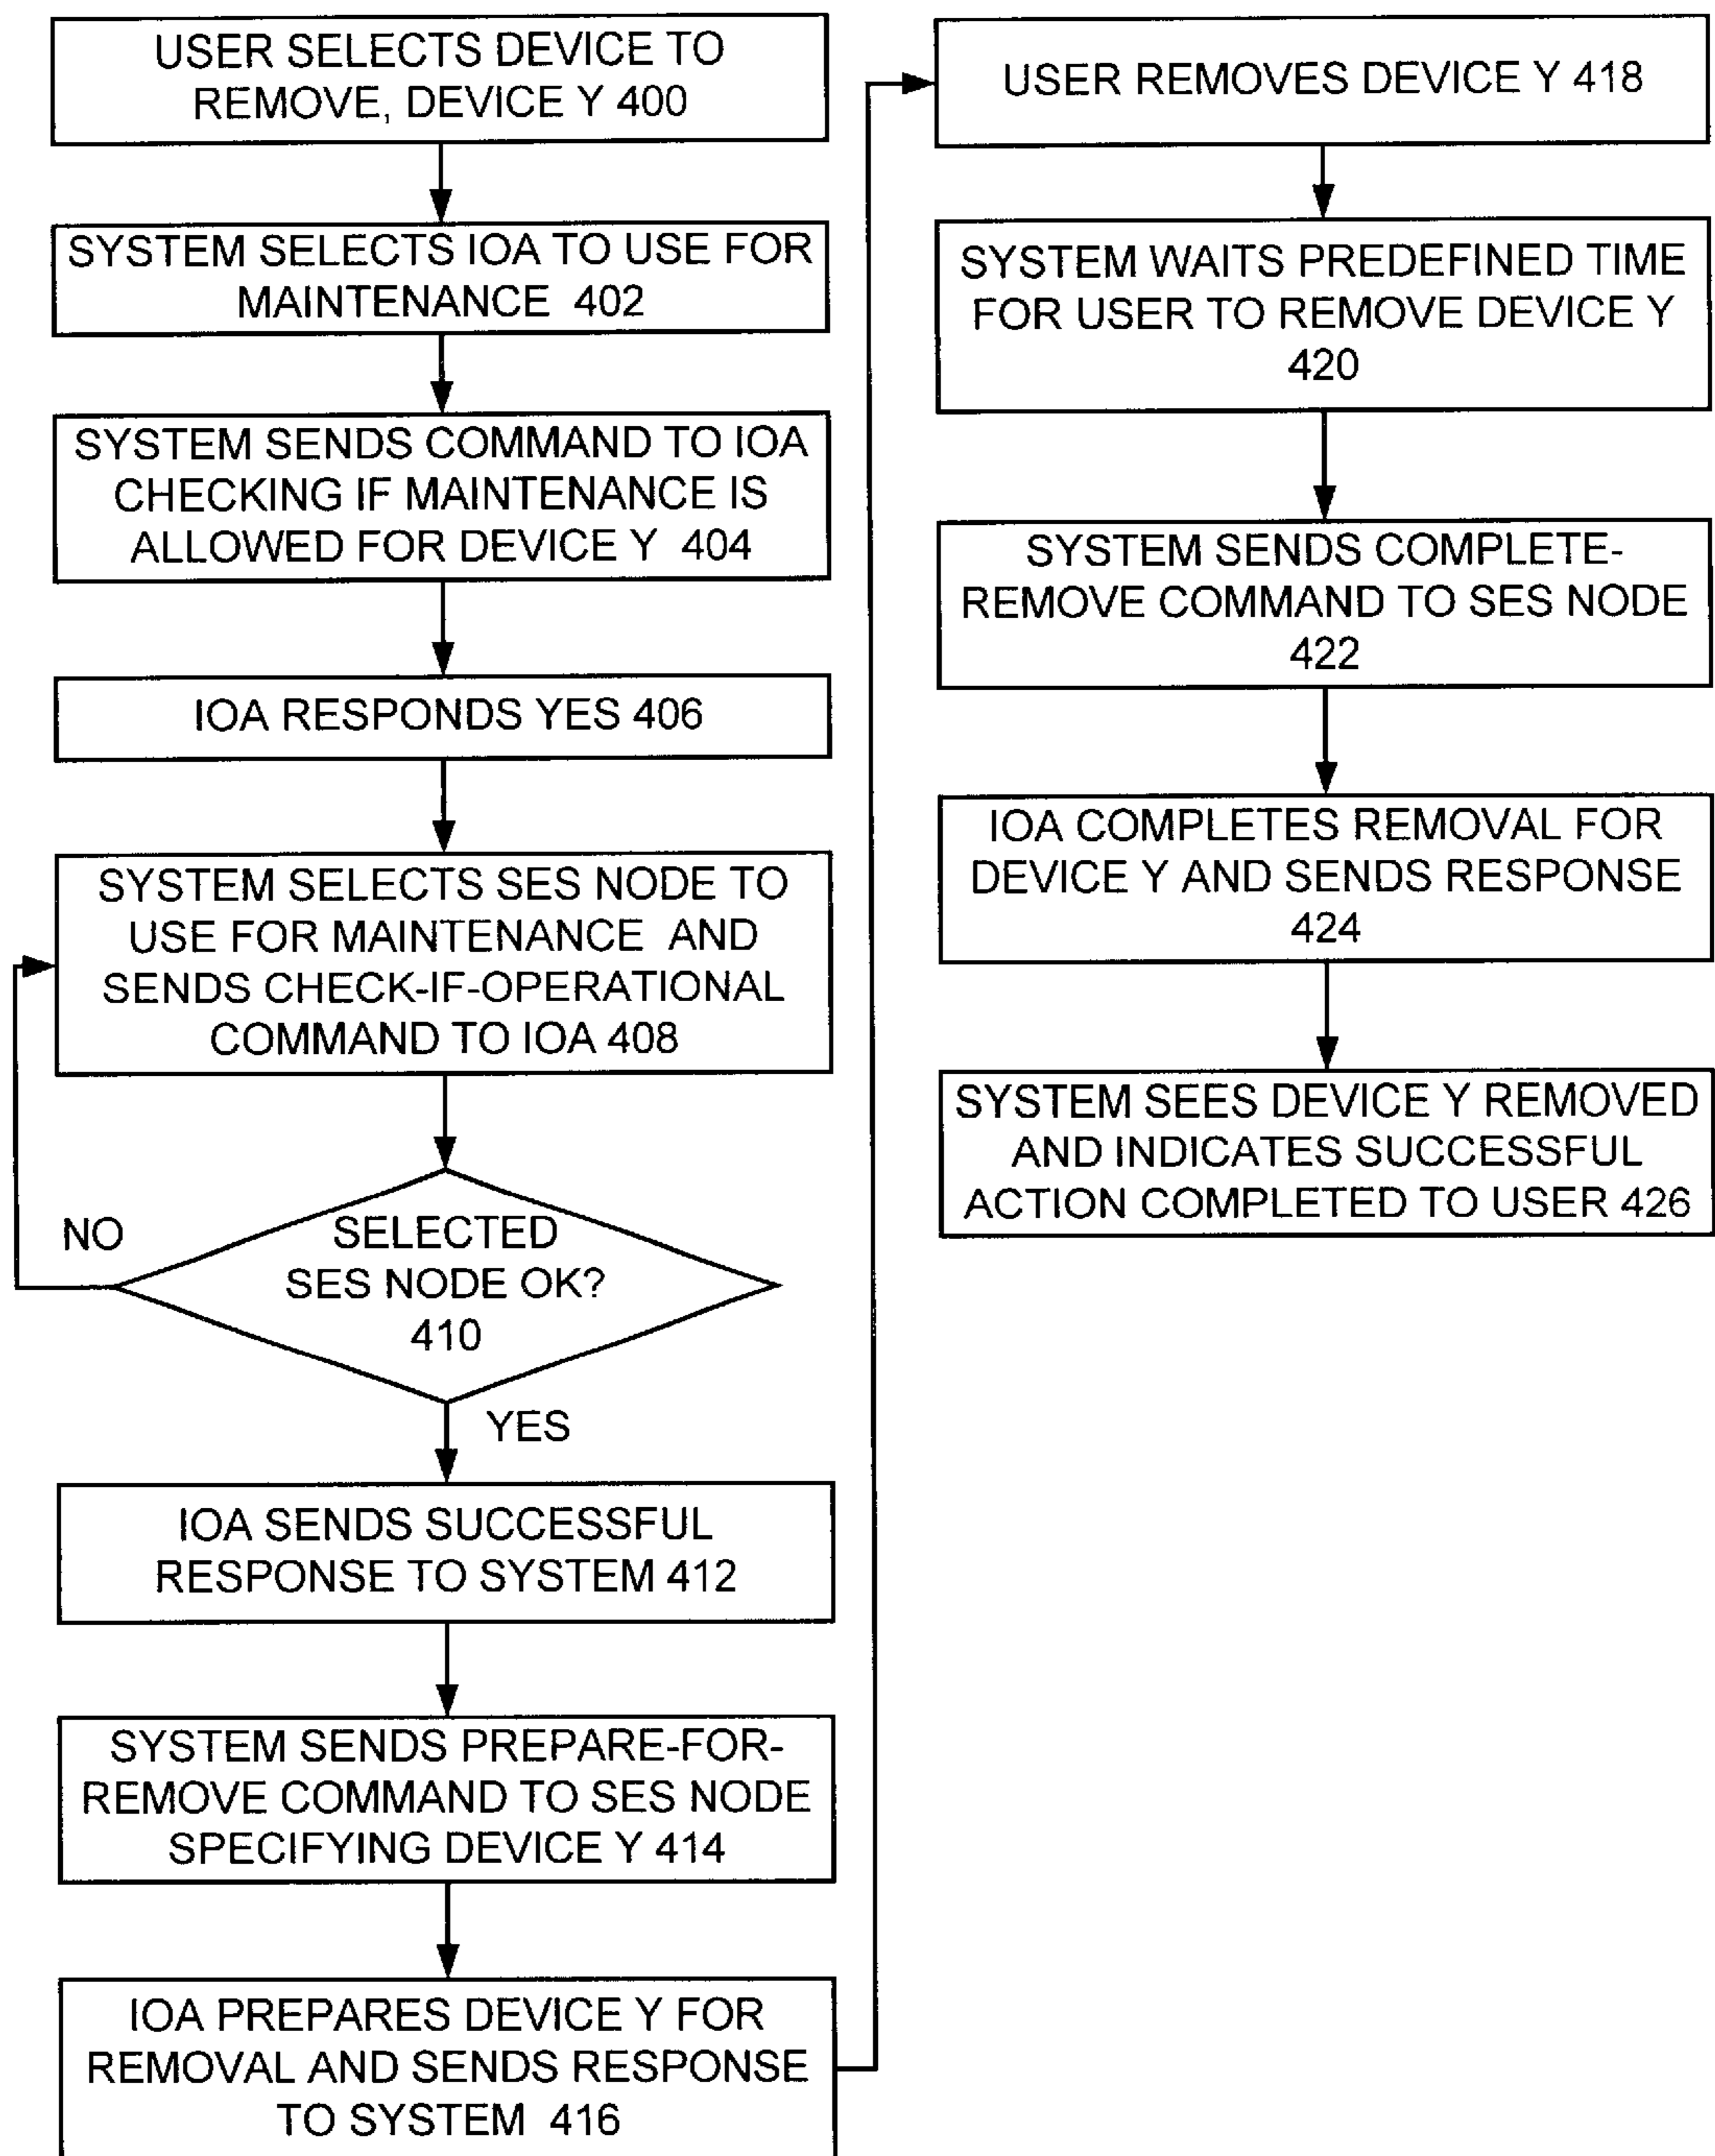 USER SELECTS DEVICE TO
REMOVE, DEVICE Y 400
SYSTEM SELECTS IOA TO USE FOR
MAINTENANCE 402
SYSTEM SENDS COMMAND TO IOA
CHECKING IF MAINTENANCE IS
ALLOWED FOR DEVICE Y 404
IOA RESPONDS YES 406
SYSTEM SELECTS SES NODE TO
USE FOR MAINTENANCE AND
SENDS CHECK-IF-OPERATIONAL
COMMAND TO IOA 408
NO
SELECTED
SES NODE OK?
410
YES
IOA SENDS SUCCESSFUL
RESPONSE TO SYSTEM 412
SYSTEM SENDS PREPARE-FOR-
REMOVE COMMAND TO SES NODE
SPECIFYING DEVICE Y 414
IOA PREPARES DEVICE Y FOR
REMOVAL AND SENDS RESPONSE
TO SYSTEM 416
USER REMOVES DEVICE Y 418
SYSTEM WAITS PREDEFINED TIME
FOR USER TO REMOVE DEVICE Y
420
SYSTEM SENDS COMPLETE-
REMOVE COMMAND TO SES NODE
422
IOA COMPLETES REMOVAL FOR
DEVICE Y AND SENDS RESPONSE
424
SYSTEM SEES DEVICE Y REMOVED
AND INDICATES SUCCESSFUL
ACTION COMPLETED TO USER 426